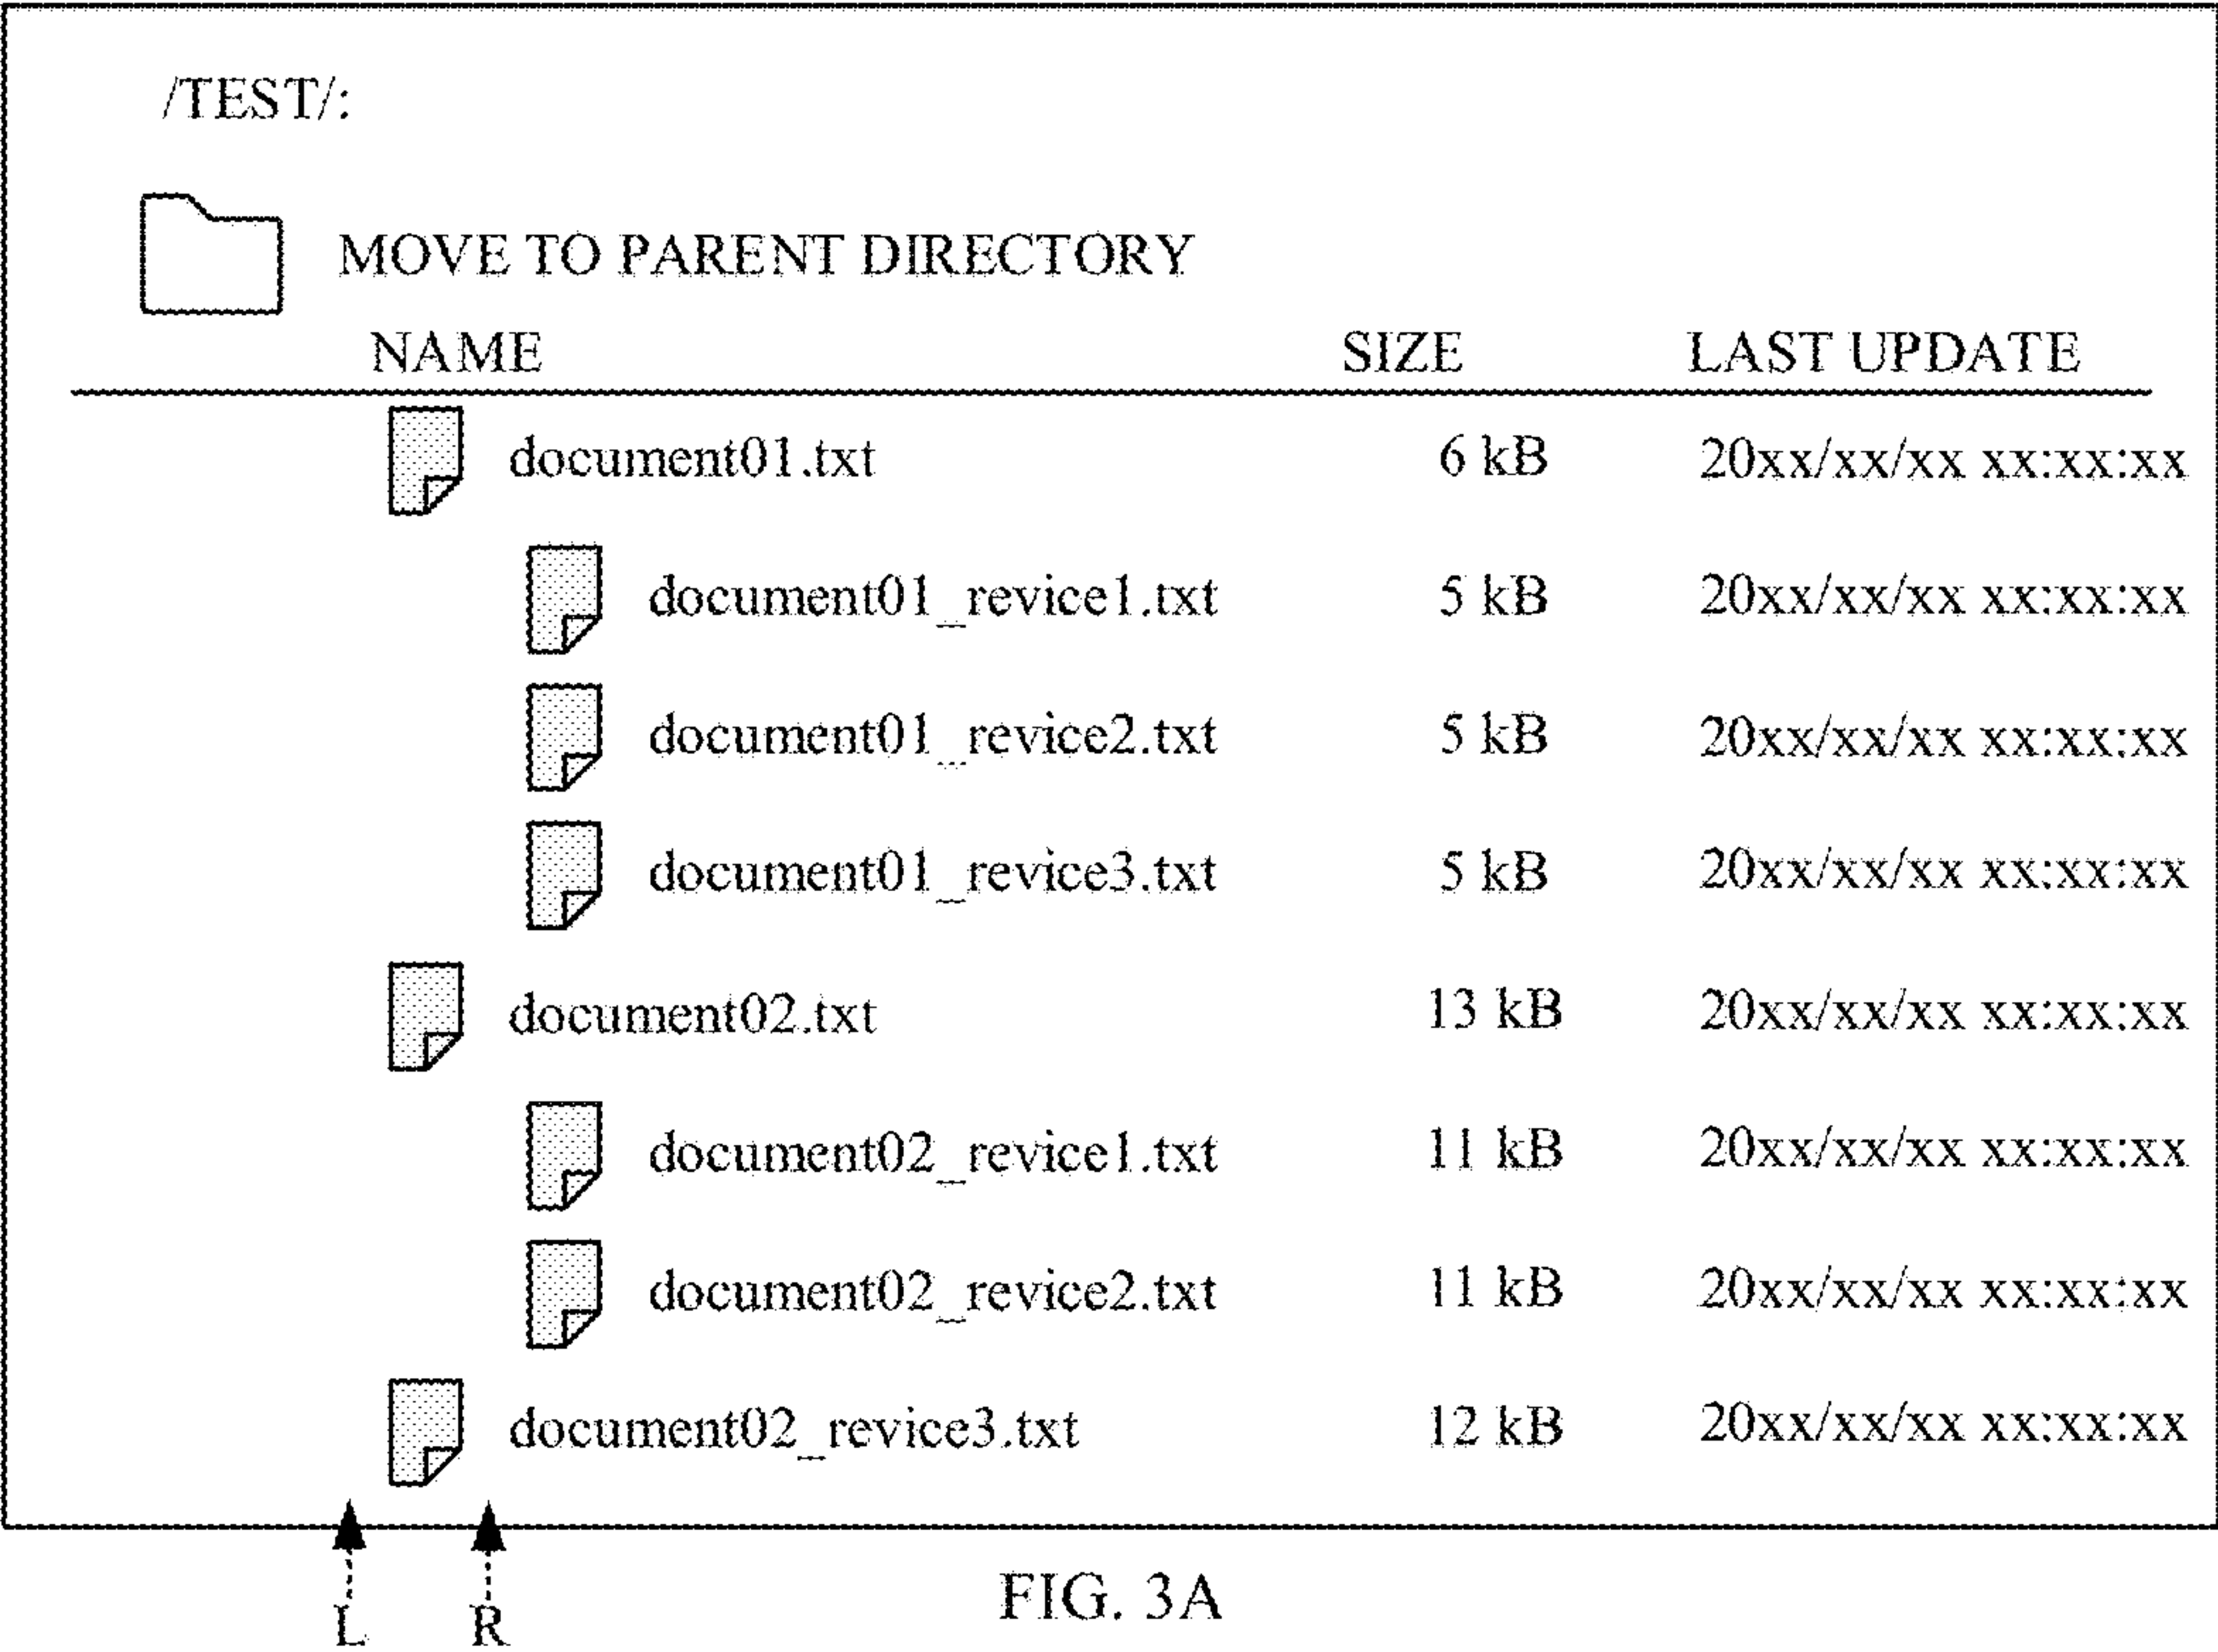 /TEST/:
MOVE TO PARENT DIRECTORY
NAME SIZE LAST UPDATE
document01.txt 6 kB 20xx/xx/xx xx:xx:xx
document01_revice1.txt 5 kB 20xx/xx/xx xx:xx:xx
document01_revice2.txt 5 kB 20xx/xx/xx xx:xx:xx
document01_revice3.txt 5 kB 20xx/xx/xx xx:xx:xx
document02.txt 13 kB 20xx/xx/xx xx:xx:xx
document02_revice1.txt 11 kB 20xx/xx/xx xx:xx:xx
document02_revice2.txt 11 kB 20xx/xx/xx xx:xx:xx
document02_revice3.txt 12 kB 20xx/xx/xx xx:xx:xx
L R
FIG. 3A